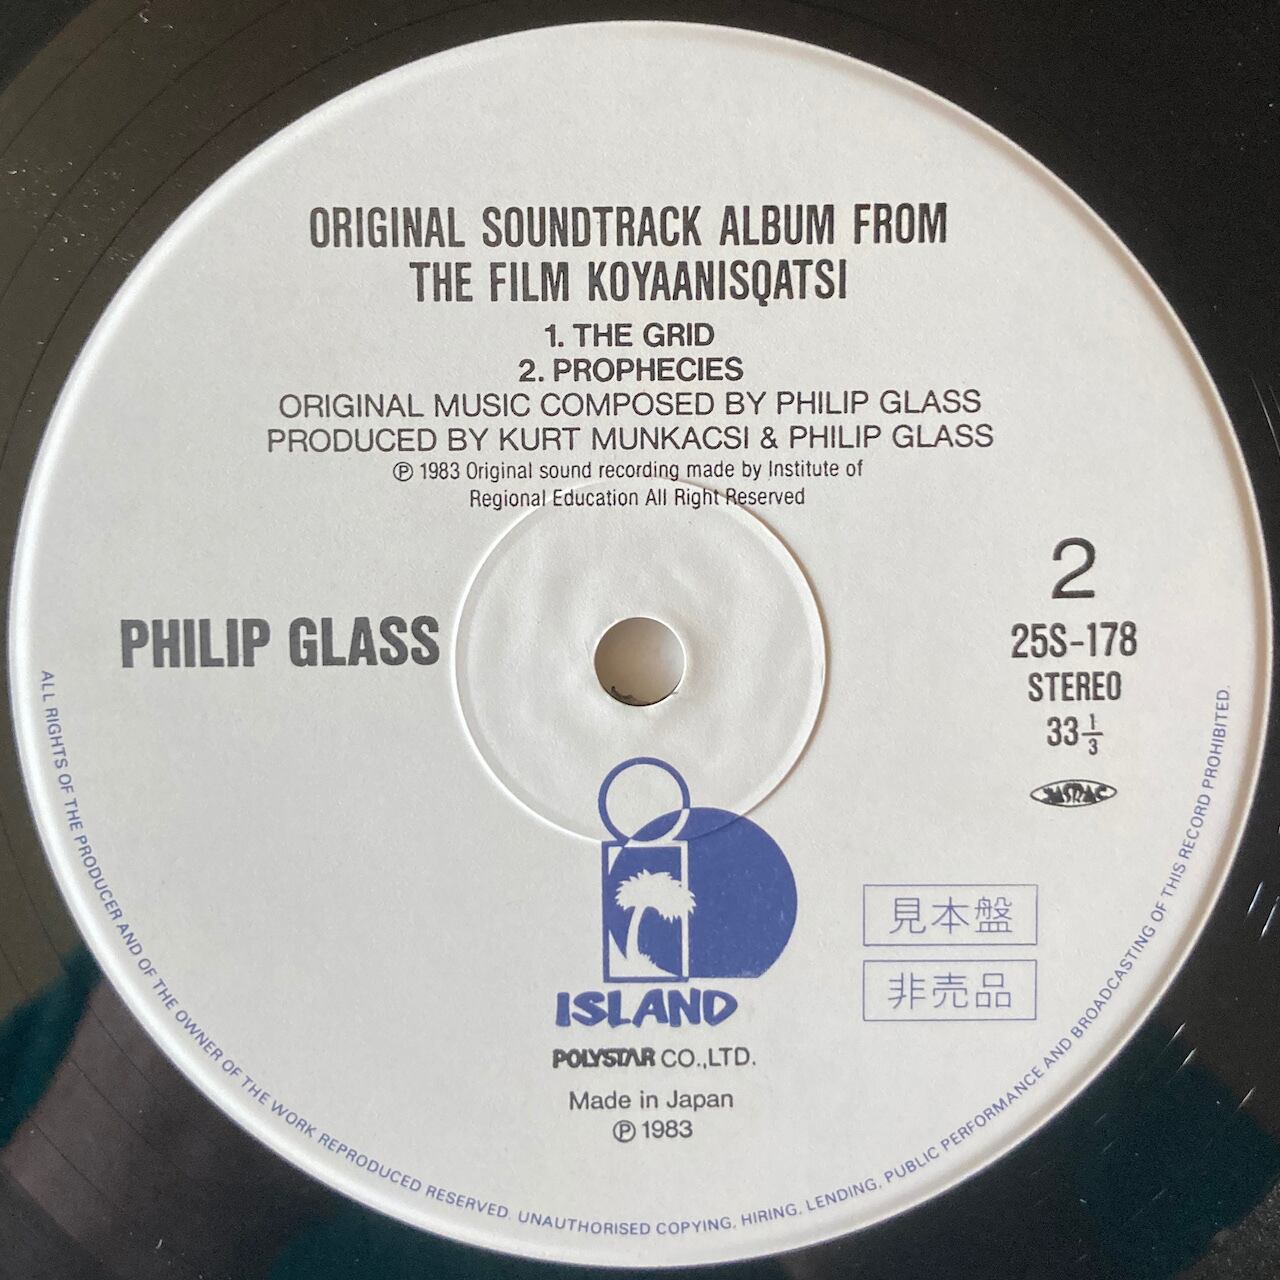 ORIGINAL SOUNDTRACK ALBUM FROM
THE FILM KOYAANISQATSI
1. THE GRID
2. PROPHECIES
ORIGINAL MUSIC COMPOSED BY PHILIP GLASS
PRODUCED BY KURT MUNKACSI & PHILIP GLASS
℗ 1983 Original sound recording made by Institute of
Regional Education All Right Reserved
PHILIP GLASS
2
25S-178
STEREO
33 1/3
JASRAC
見本盤
非売品
ISLAND
POLYSTAR CO.,LTD.
Made in Japan
℗ 1983
ALL RIGHTS OF THE PRODUCER AND OF THE OWNER OF THE WORK REPRODUCED RESERVED. UNAUTHORISED COPYING, HIRING, LENDING, PUBLIC PERFORMANCE AND BROADCASTING OF THIS RECORD PROHIBITED.